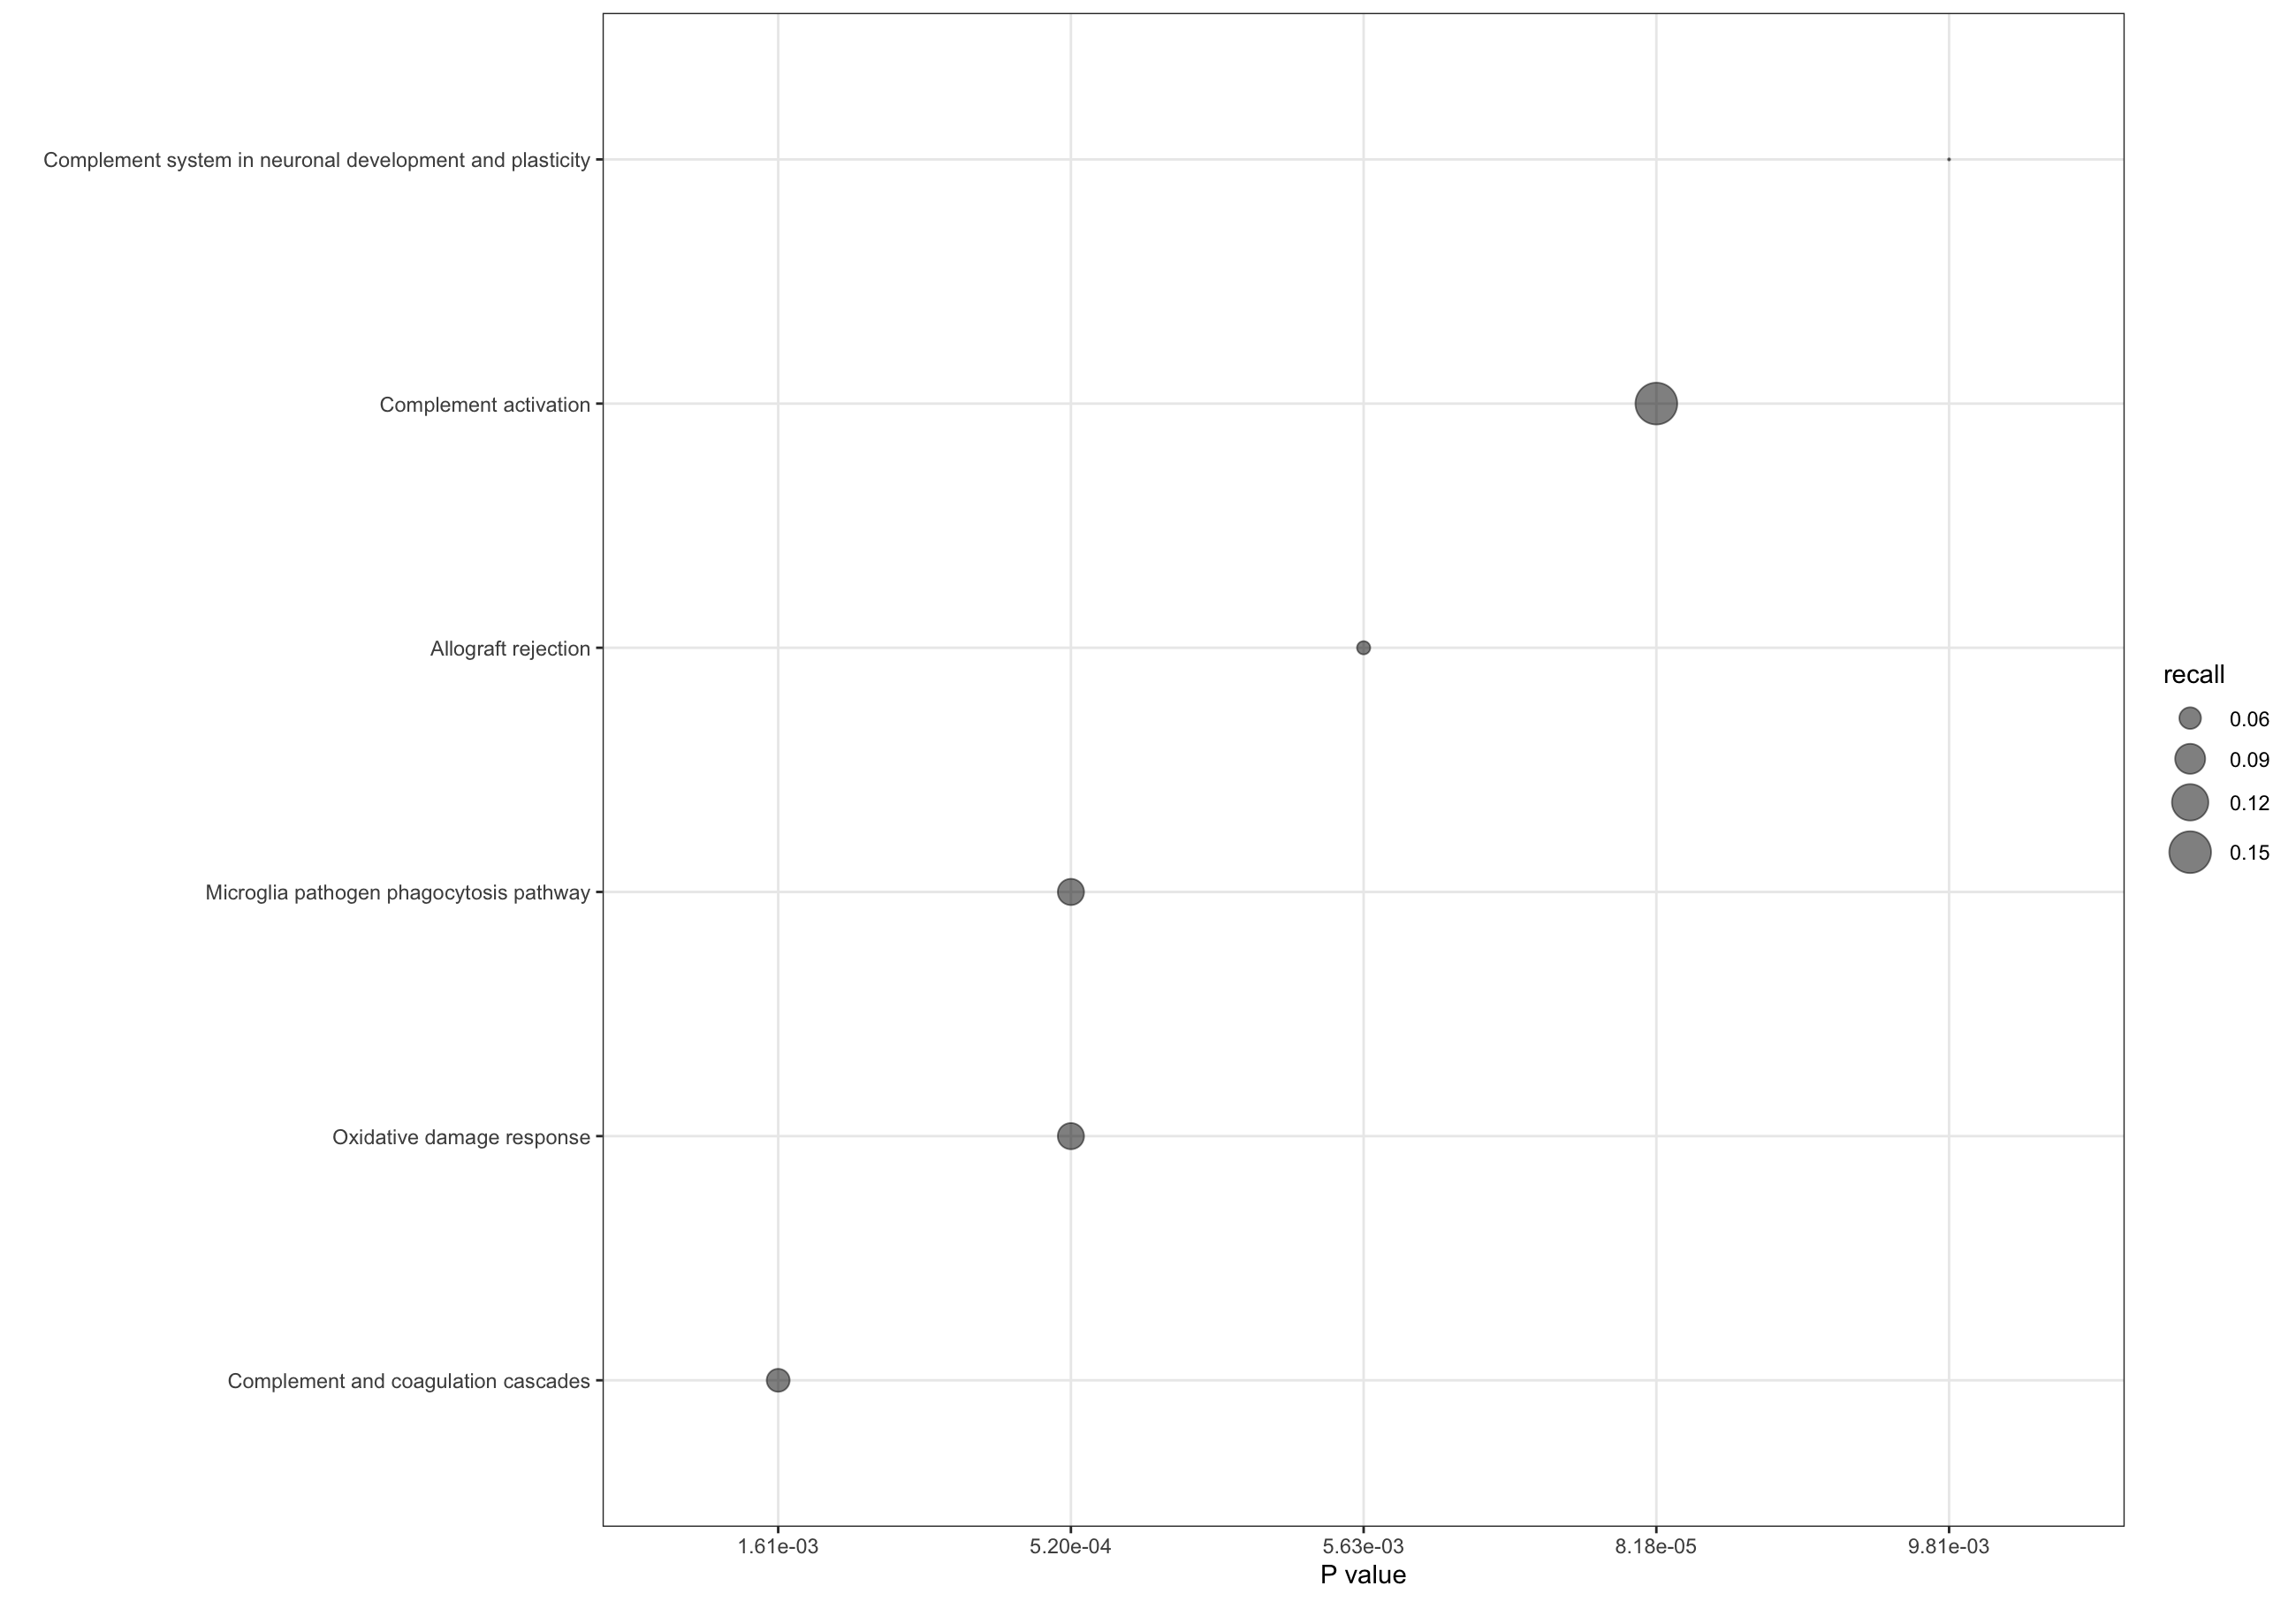 Complement system in neuronal development and plasticity
Complement activation
Allograft rejection
Microglia pathogen phagocytosis pathway
Oxidative damage response
Complement and coagulation cascades
1.61e-03 5.20e-04 5.63e-03 8.18e-05 9.81e-03
P value
recall
0.06
0.09
0.12
0.15